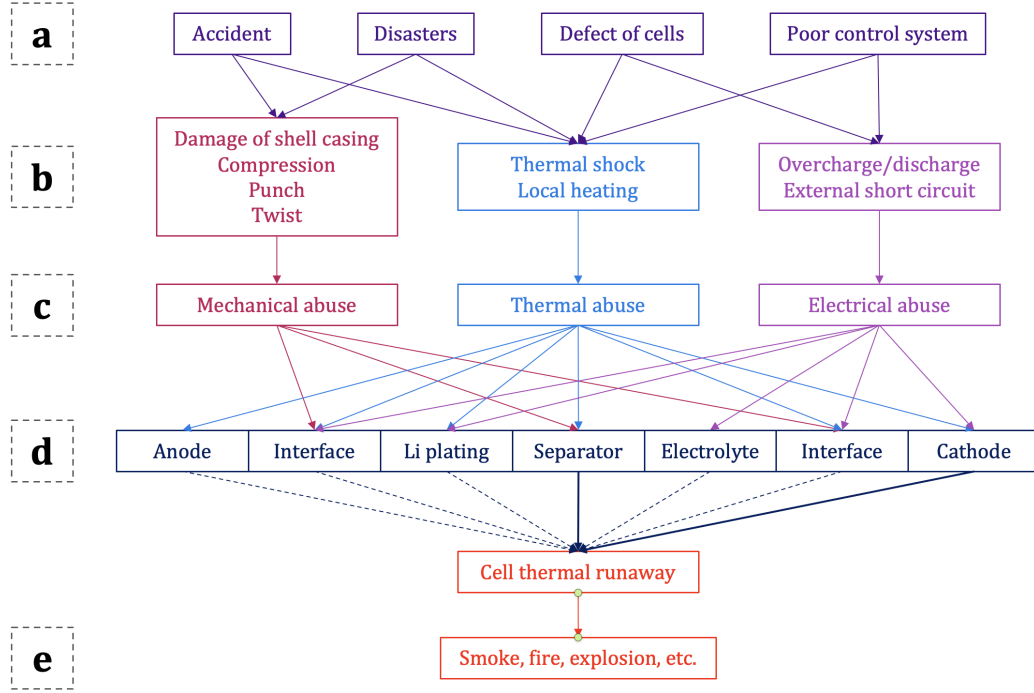 a
Accident
Disasters
Defect of cells
Poor control system
b
Damage of shell casing
Compression
Punch
Twist
Thermal shock
Local heating
Overcharge/discharge
External short circuit
c
Mechanical abuse
Thermal abuse
Electrical abuse
d
Anode
Interface
Li plating
Separator
Electrolyte
Interface
Cathode
Cell thermal runaway
e
Smoke, fire, explosion, etc.